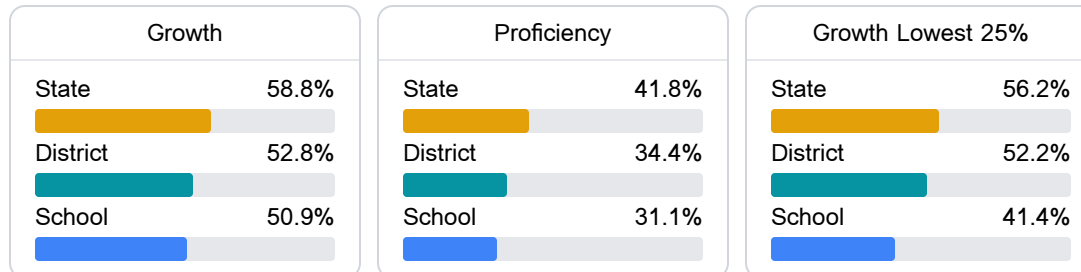 Growth
State 58.8%
District 52.8%
School 50.9%
Proficiency
State 41.8%
District 34.4%
School 31.1%
Growth Lowest 25%
State 56.2%
District 52.2%
School 41.4%